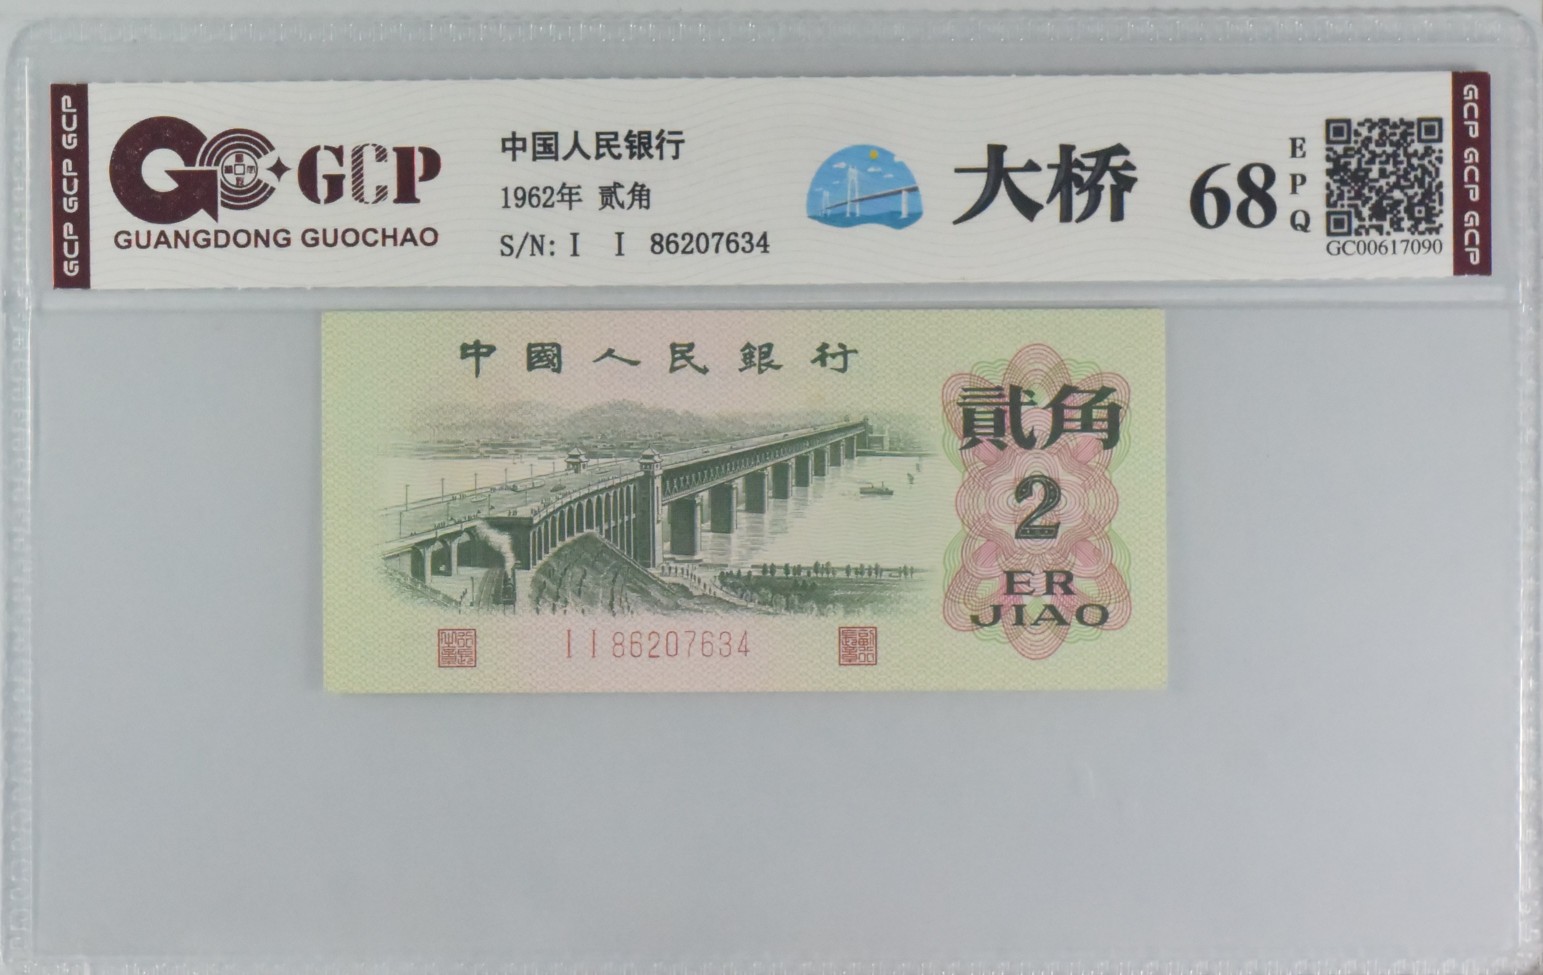 GCP GCP GCP
GCP
GUANGDONG GUOCHAO
中国人民银行
1962年 贰角
S/N: I I 86207634
大桥
68
EPQ
GC00617090
GCP GCP GCP
中國人民銀行
貳角
2
ER
JIAO
I I 86207634